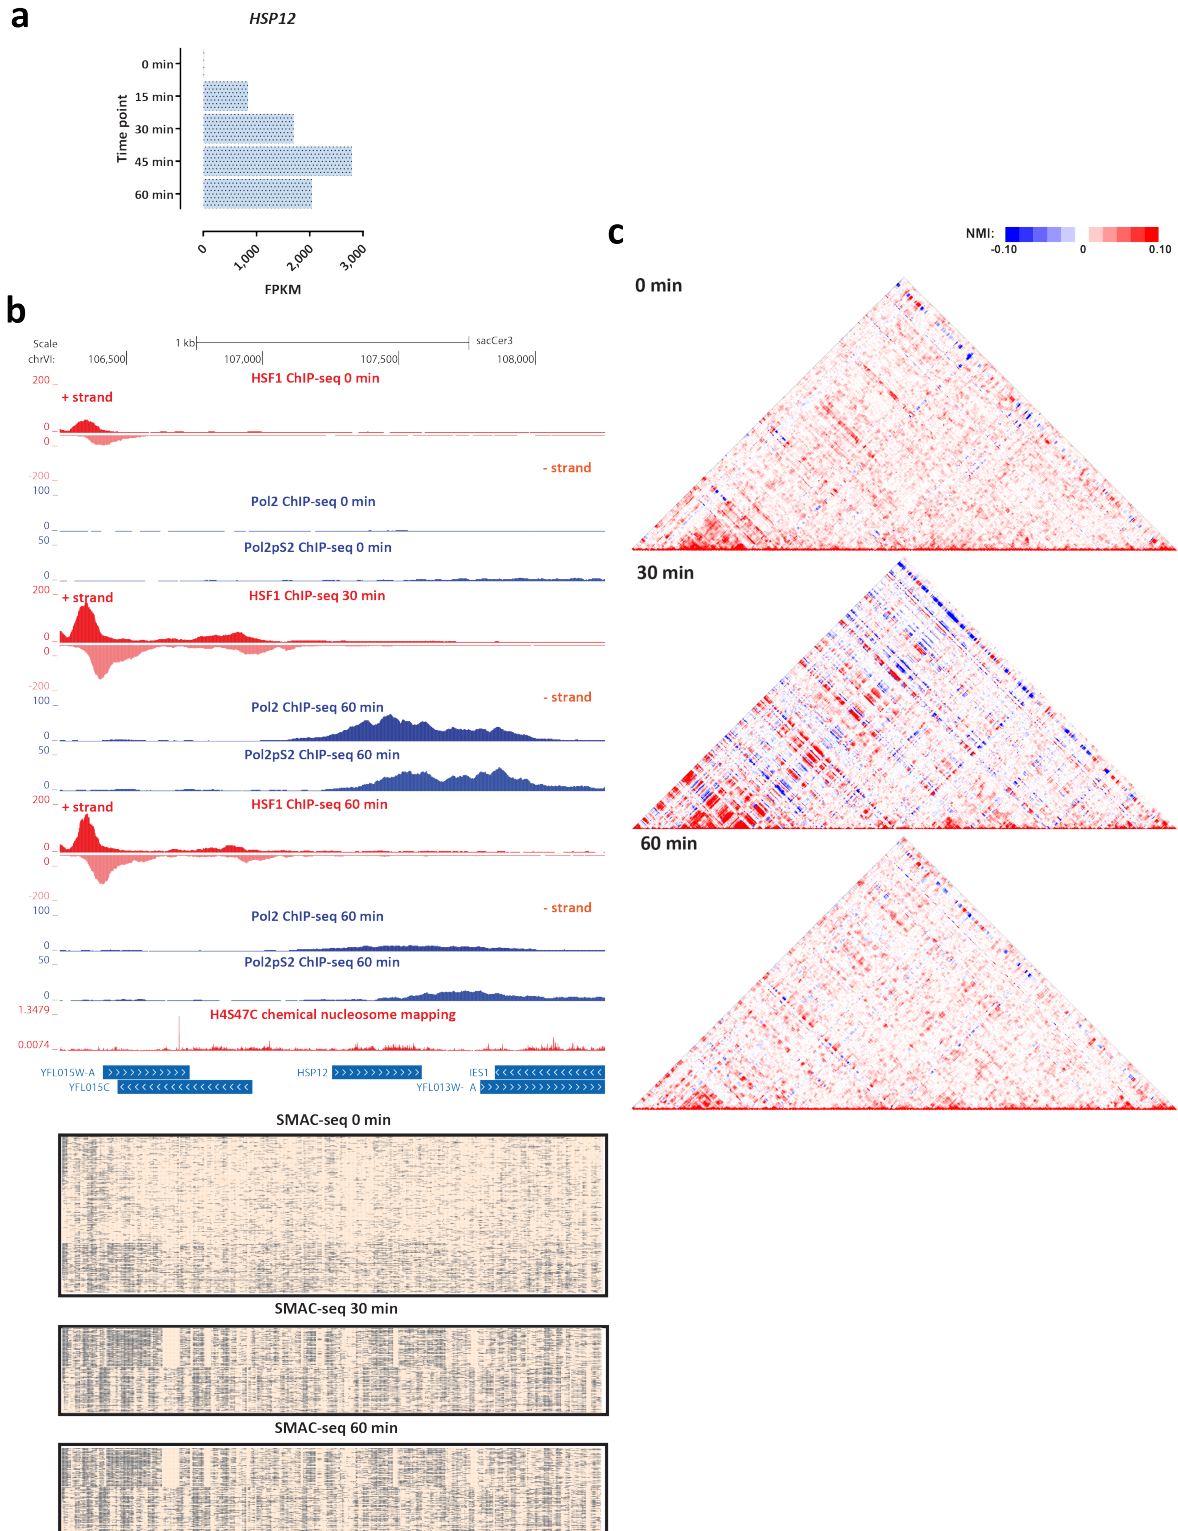 a
HSP12
Time point
0 min
15 min
30 min
45 min
60 min
0
1,000
2,000
3,000
FPKM
b
Scale
1 kb
sacCer3
chrVI:
106,500
107,000
107,500
108,000
HSF1 ChIP-seq 0 min
200
+ strand
0
0
- strand
-200
Pol2 ChIP-seq 0 min
100
0
Pol2pS2 ChIP-seq 0 min
50
0
HSF1 ChIP-seq 30 min
200
+ strand
0
0
-200
- strand
Pol2 ChIP-seq 60 min
100
0
Pol2pS2 ChIP-seq 60 min
50
0
HSF1 ChIP-seq 60 min
200
+ strand
0
0
-200
- strand
Pol2 ChIP-seq 60 min
100
0
Pol2pS2 ChIP-seq 60 min
50
0
H4S47C chemical nucleosome mapping
1.3479
0.0074
YFL015W-A
HSP12
IES1
YFL015C
YFL013W- A
SMAC-seq 0 min
SMAC-seq 30 min
SMAC-seq 60 min
c
NMI:
-0.10
0
0.10
0 min
30 min
60 min